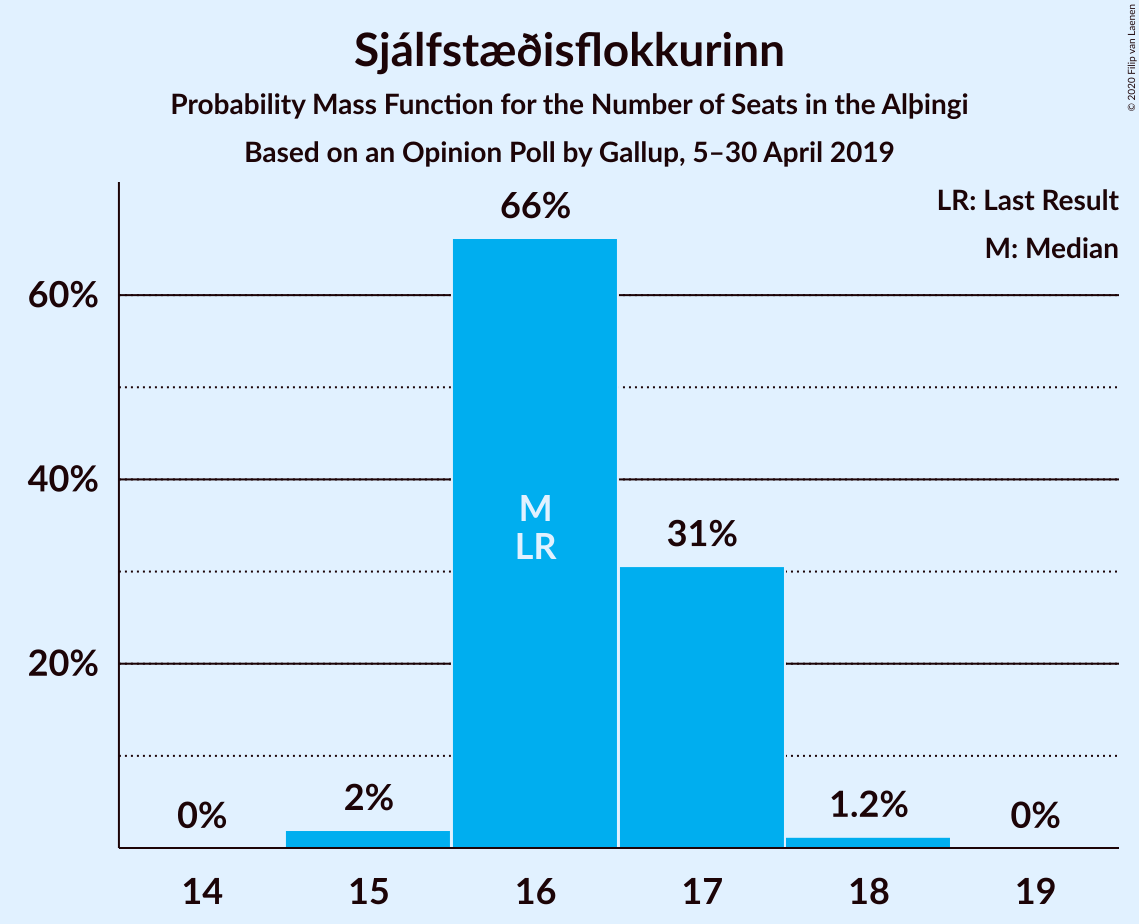 Sjálfstæðisflokkurinn
Probability Mass Function for the Number of Seats in the Alþingi
Based on an Opinion Poll by Gallup, 5–30 April 2019
© 2020 Filip van Laenen
LR: Last Result
M: Median
60%
40%
20%
0%
2%
66%
31%
1.2%
0%
M
LR
14
15
16
17
18
19